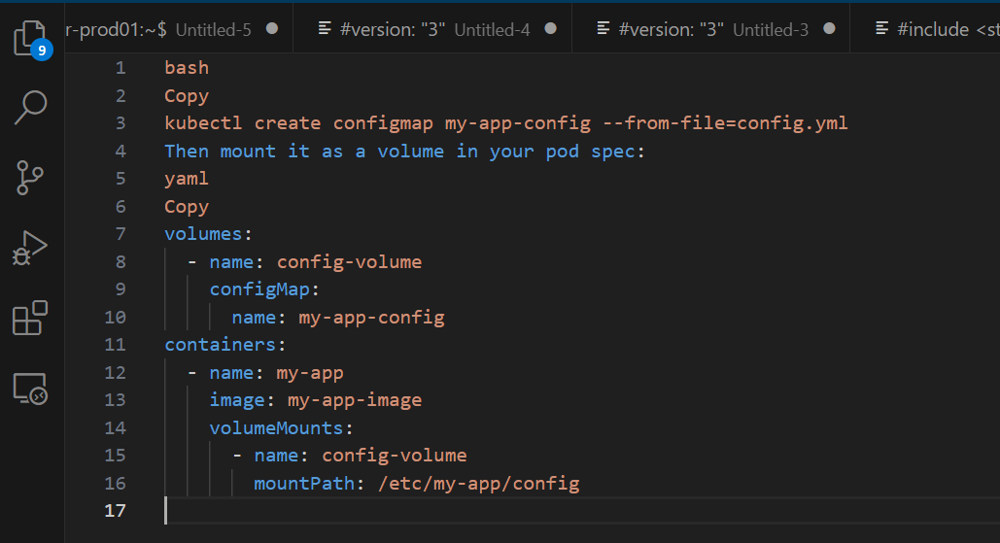 r-prod01:~$ Untitled-5 #version: "3" Untitled-4 #version: "3" Untitled-3 #include <st
9
1 bash
2 Copy
3 kubectl create configmap my-app-config --from-file=config.yml
4 Then mount it as a volume in your pod spec:
5 yaml
6 Copy
7 volumes:
8   - name: config-volume
9     configMap:
10       name: my-app-config
11 containers:
12   - name: my-app
13     image: my-app-image
14     volumeMounts:
15       - name: config-volume
16         mountPath: /etc/my-app/config
17